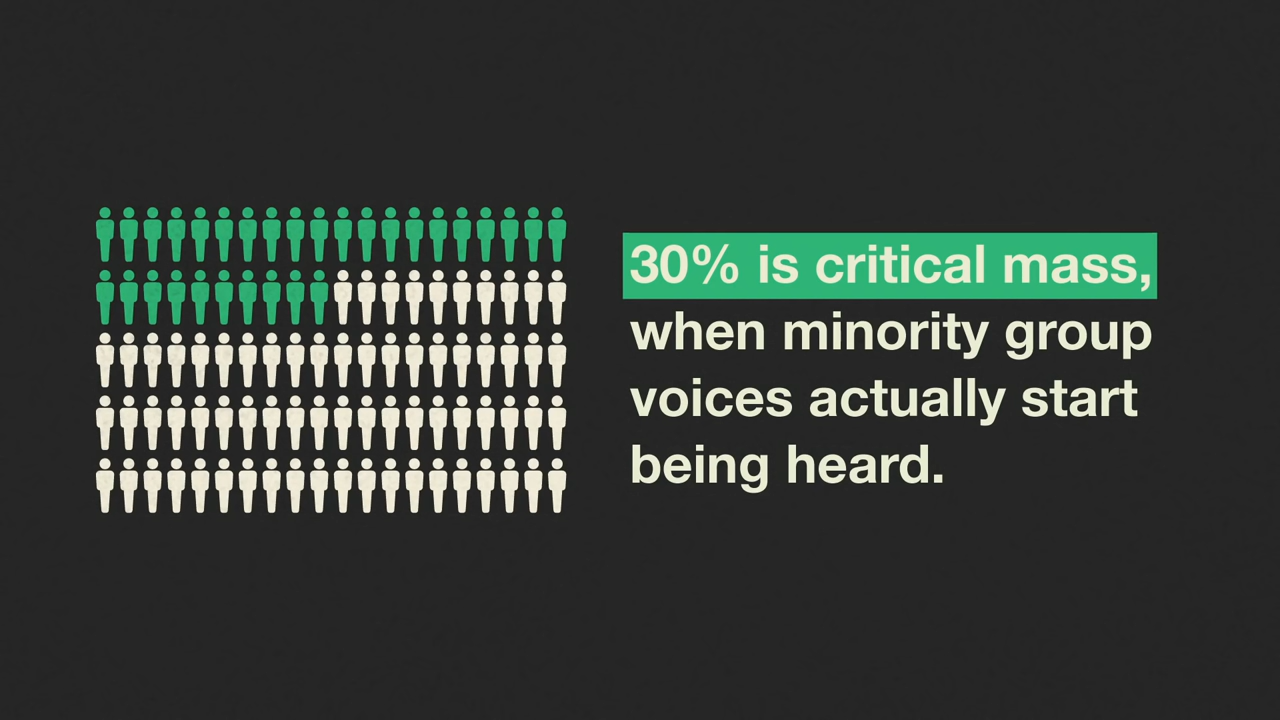 30% is critical mass,
when minority group
voices actually start
being heard.